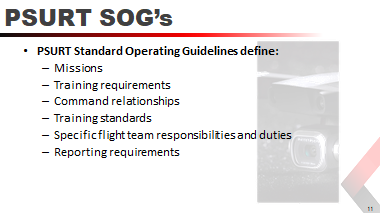 PSURT SOG’s
• PSURT Standard Operating Guidelines define:
– Missions
– Training requirements
– Command relationships
– Training standards
– Specific flight team responsibilities and duties
– Reporting requirements
11